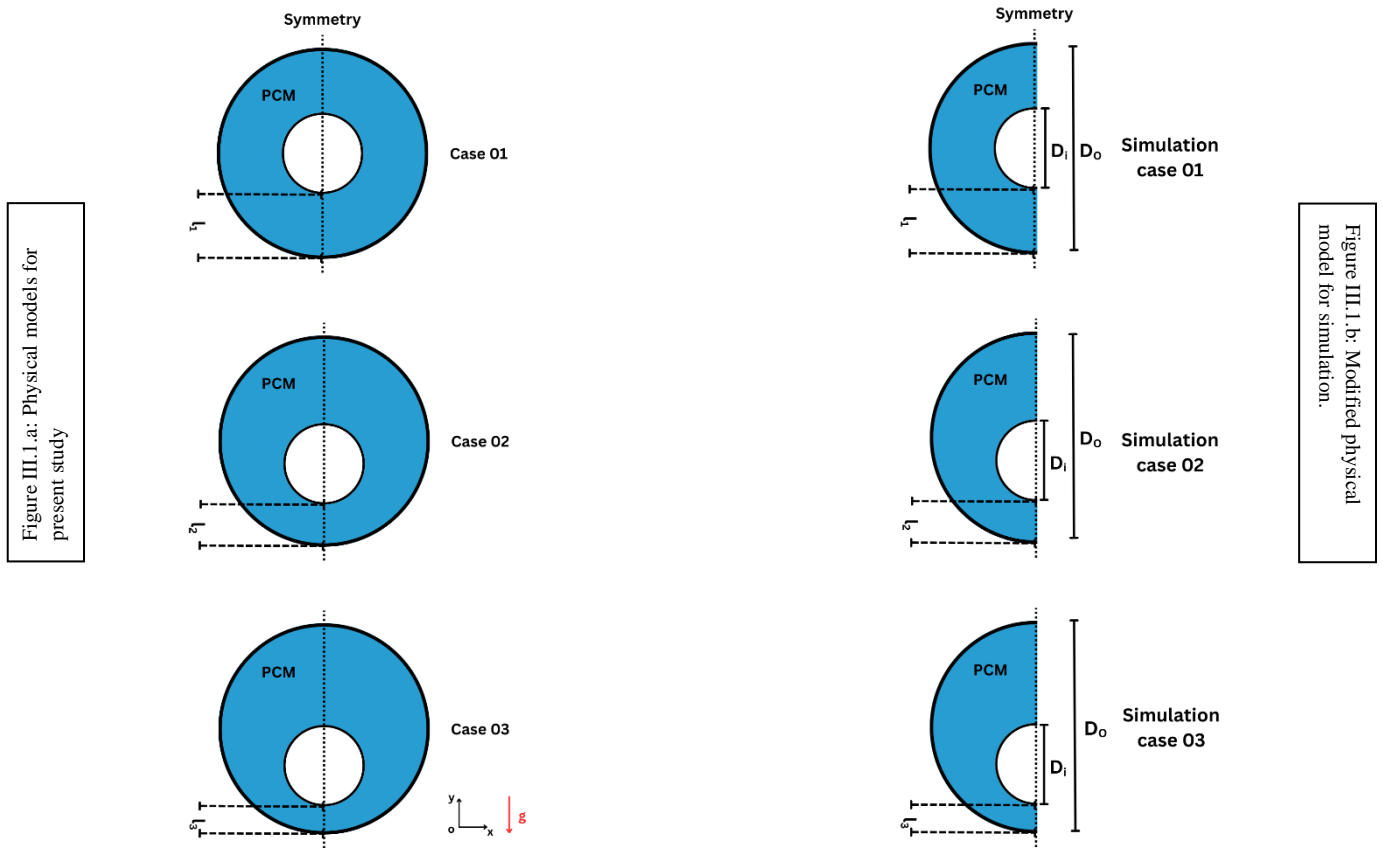 Figure III.1.a: Physical models for
present study
Symmetry
PCM
Case 01
l₁
PCM
Case 02
l₂
PCM
Case 03
l₃
y
o
x
g
Symmetry
PCM
Dᵢ
Dₒ
Simulation
case 01
l₁
PCM
Dᵢ
Dₒ
Simulation
case 02
l₂
PCM
Dᵢ
Dₒ
Simulation
case 03
l₃
Figure III.1.b: Modified physical
model for simulation.